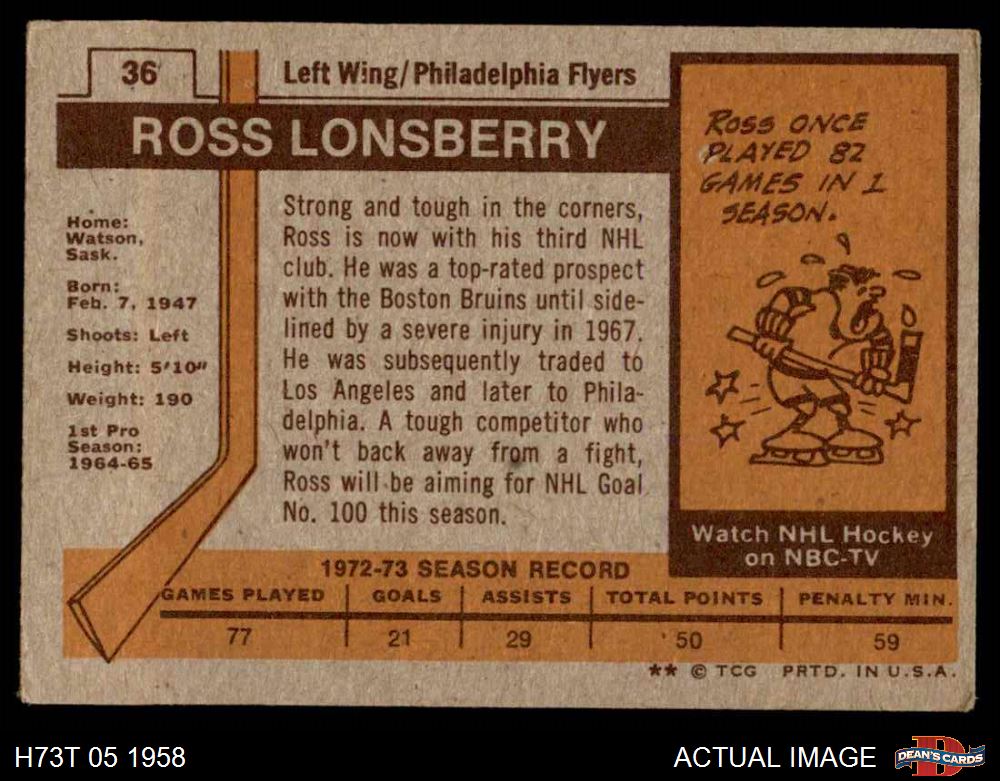 36
Left Wing/Philadelphia Flyers
ROSS LONSBERRY
Home:
Watson,
Sask.
Born:
Feb. 7, 1947
Shoots: Left
Height: 5'10"
Weight: 190
1st Pro
Season:
1964-65
Strong and tough in the corners,
Ross is now with his third NHL
club. He was a top-rated prospect
with the Boston Bruins until side-
lined by a severe injury in 1967.
He was subsequently traded to
Los Angeles and later to Phila-
delphia. A tough competitor who
won't back away from a fight,
Ross will be aiming for NHL Goal
No. 100 this season.
ROSS ONCE
PLAYED 82
GAMES IN 1
SEASON.
Watch NHL Hockey
on NBC-TV
1972-73 SEASON RECORD
GAMES PLAYED GOALS ASSISTS TOTAL POINTS PENALTY MIN.
77 21 29 50 59
** © TCG PRTD. IN U.S.A.
H73T 05 1958
ACTUAL IMAGE
D
DEAN'S CARDS